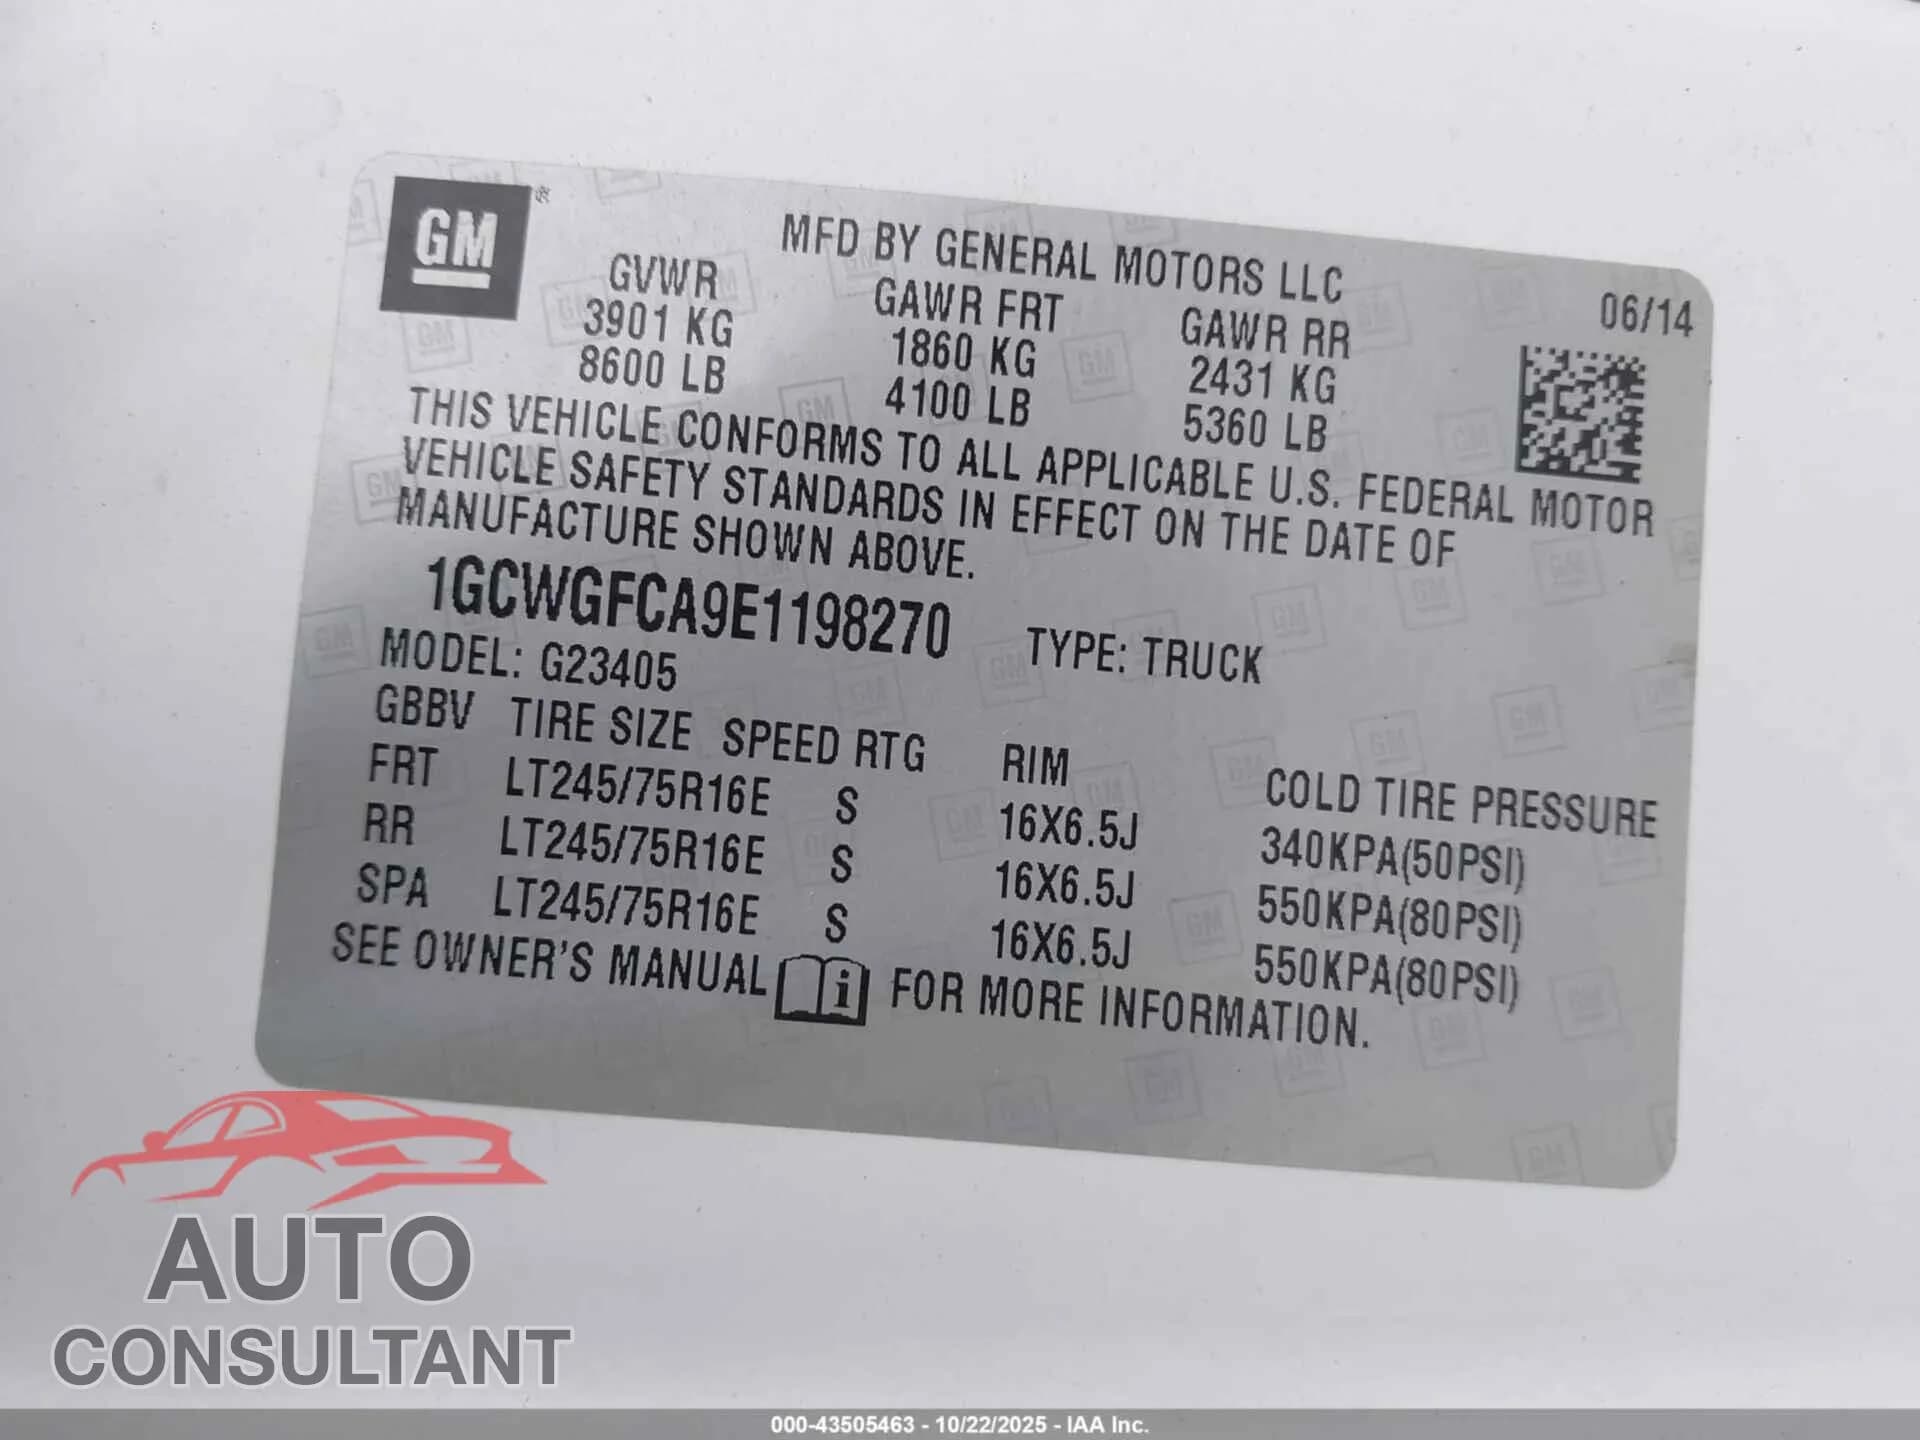 GM
MFD BY GENERAL MOTORS LLC
06/14
GVWR GAWR FRT GAWR RR
3901 KG 1860 KG 2431 KG
8600 LB 4100 LB 5360 LB
THIS VEHICLE CONFORMS TO ALL APPLICABLE U.S. FEDERAL MOTOR
VEHICLE SAFETY STANDARDS IN EFFECT ON THE DATE OF
MANUFACTURE SHOWN ABOVE.
1GCWGFCA9E1198270 TYPE: TRUCK
MODEL: G23405
GBBV TIRE SIZE SPEED RTG RIM COLD TIRE PRESSURE
FRT LT245/75R16E S 16X6.5J 340KPA(50PSI)
RR LT245/75R16E S 16X6.5J 550KPA(80PSI)
SPA LT245/75R16E S 16X6.5J 550KPA(80PSI)
SEE OWNER'S MANUAL i FOR MORE INFORMATION.
AUTO
CONSULTANT
000-43505463 - 10/22/2025 - IAA Inc.